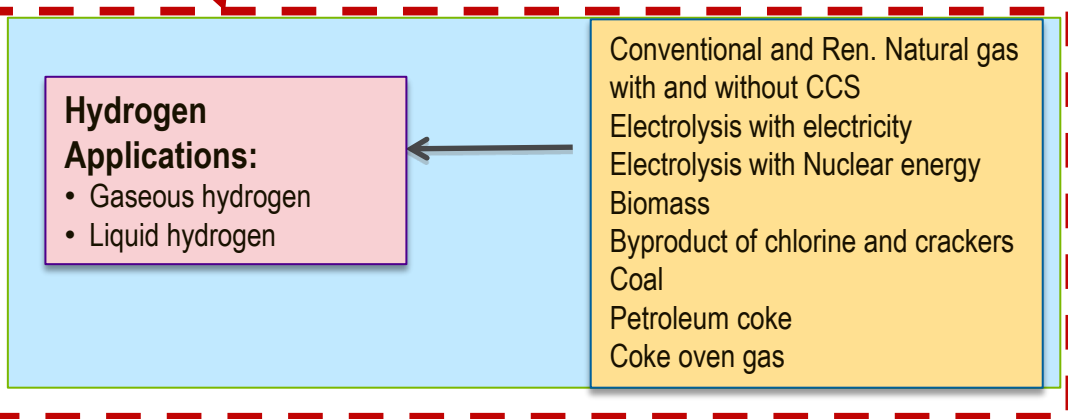 Hydrogen
Applications:
• Gaseous hydrogen
• Liquid hydrogen
Conventional and Ren. Natural gas
with and without CCS
Electrolysis with electricity
Electrolysis with Nuclear energy
Biomass
Byproduct of chlorine and crackers
Coal
Petroleum coke
Coke oven gas